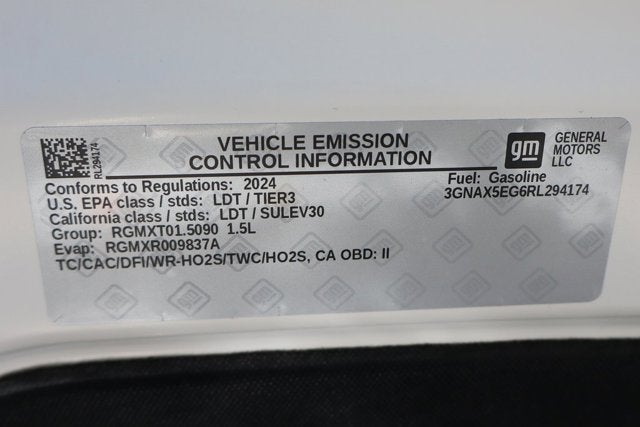 RL294174
VEHICLE EMISSION
CONTROL INFORMATION
gm
GENERAL
MOTORS
LLC
Conforms to Regulations: 2024
Fuel: Gasoline
U.S. EPA class / stds: LDT / TIER3
3GNAX5EG6RL294174
California class / stds: LDT / SULEV30
Group: RGMXT01.5090 1.5L
Evap: RGMXR009837A
TC/CAC/DFI/WR-HO2S/TWC/HO2S, CA OBD: II